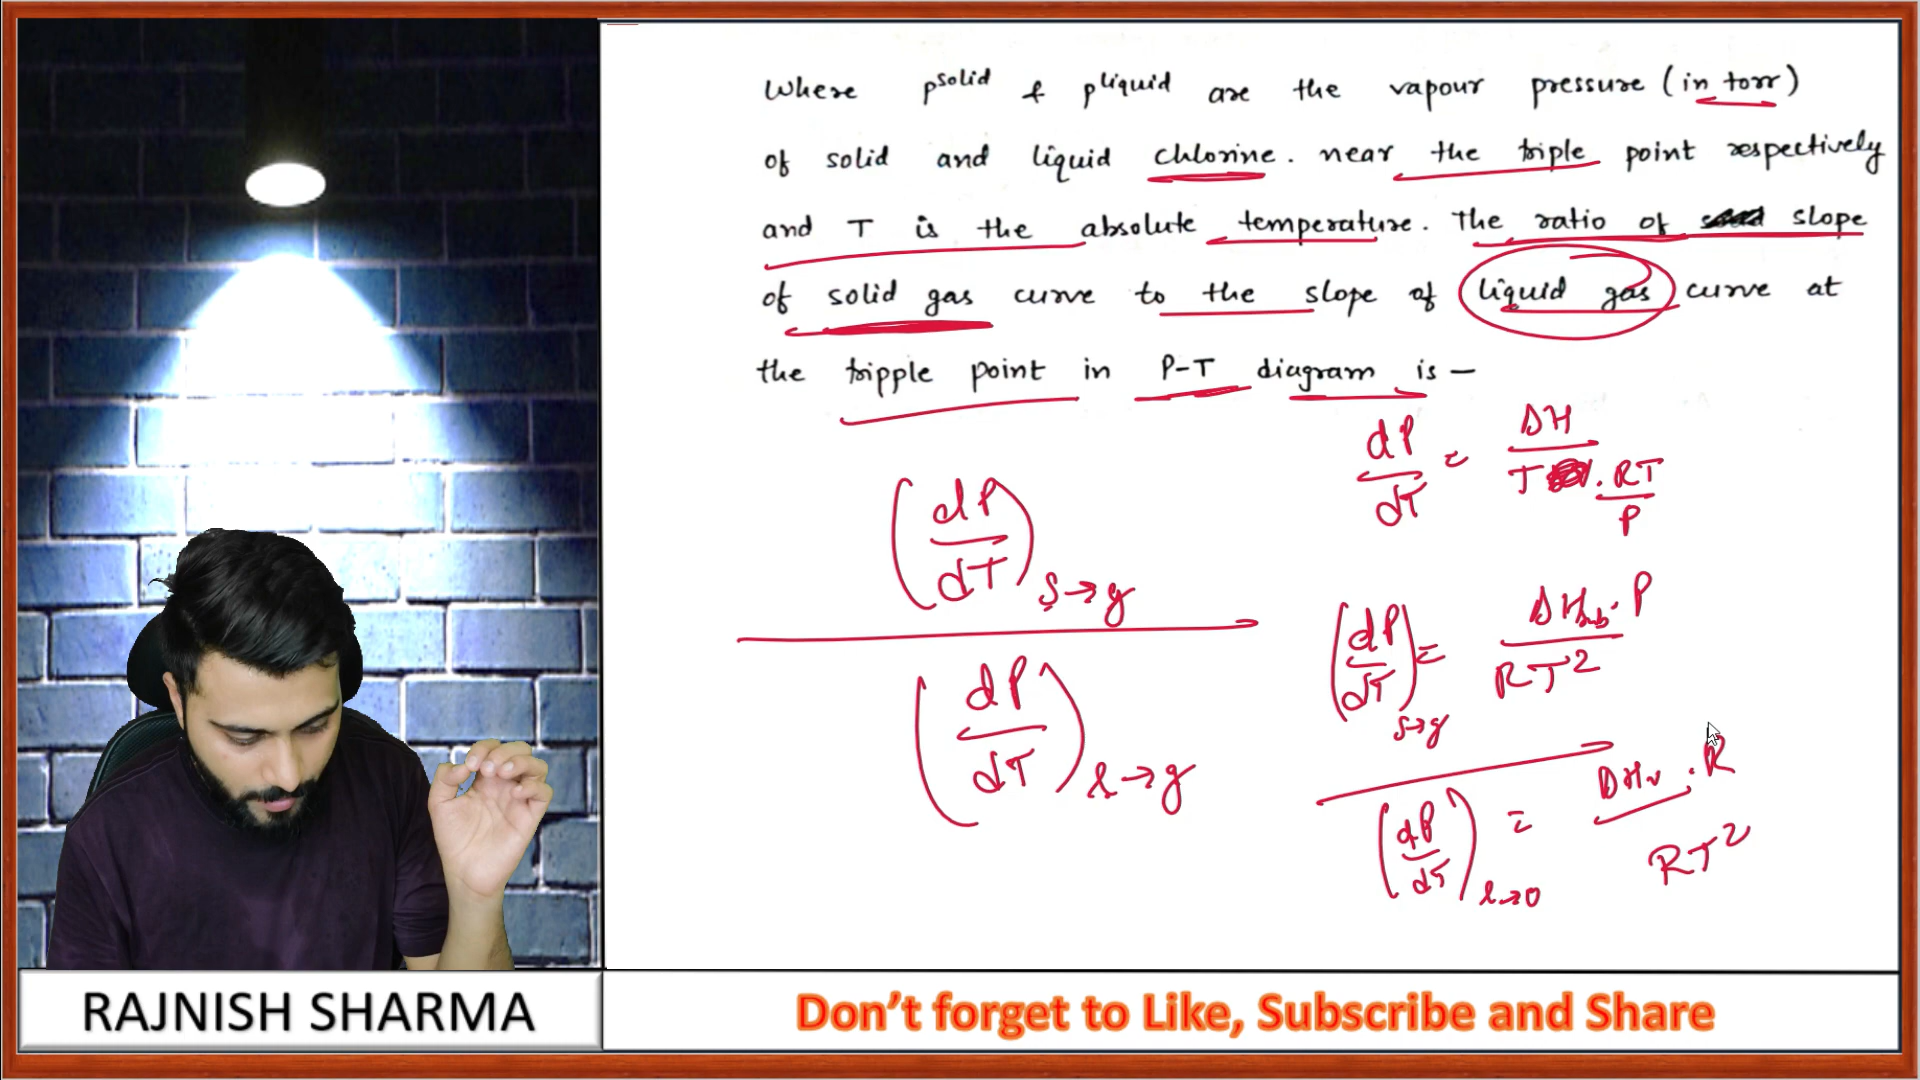 Where p^solid & p^liquid are the vapour pressure (in torr)
of solid and liquid chlorine. near the triple point respectively
and T is the absolute temperature. The ratio of slope
of solid gas curve to the slope of liquid gas curve at
the tripple point in P-T diagram is —
dP/dT = ΔH / T . RT/P
(dP/dT) s→g
(dP/dT) l→g
(dP/dT) s→g = ΔHsub. P / RT²
(dP/dT) l→0 = ΔHv . R / RT²
RAJNISH SHARMA
Don't forget to Like, Subscribe and Share